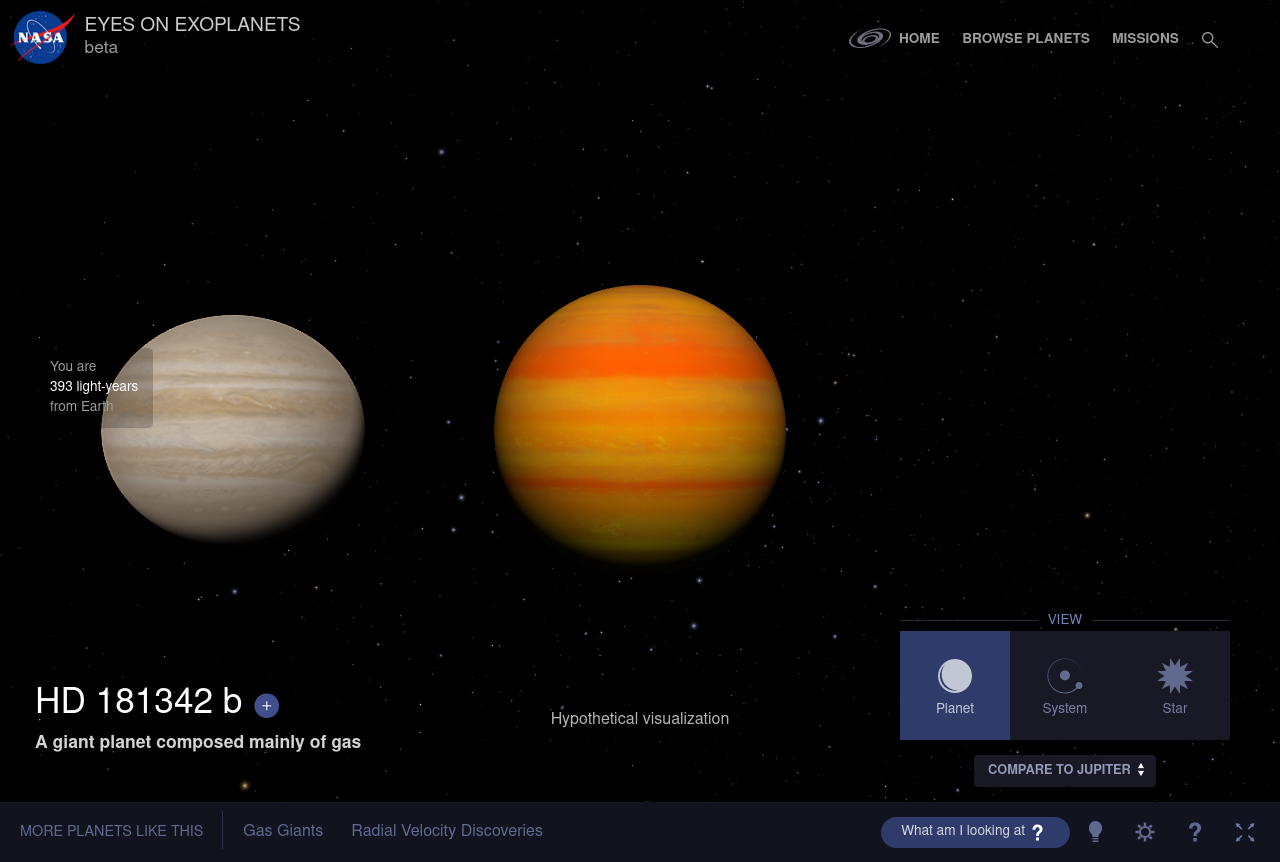 NASA
EYES ON EXOPLANETS
beta
HOME
BROWSE PLANETS
MISSIONS
You are
393 light-years
from Earth
HD 181342 b +
A giant planet composed mainly of gas
Hypothetical visualization
VIEW
Planet
System
Star
COMPARE TO JUPITER
MORE PLANETS LIKE THIS
Gas Giants
Radial Velocity Discoveries
What am I looking at ?
?